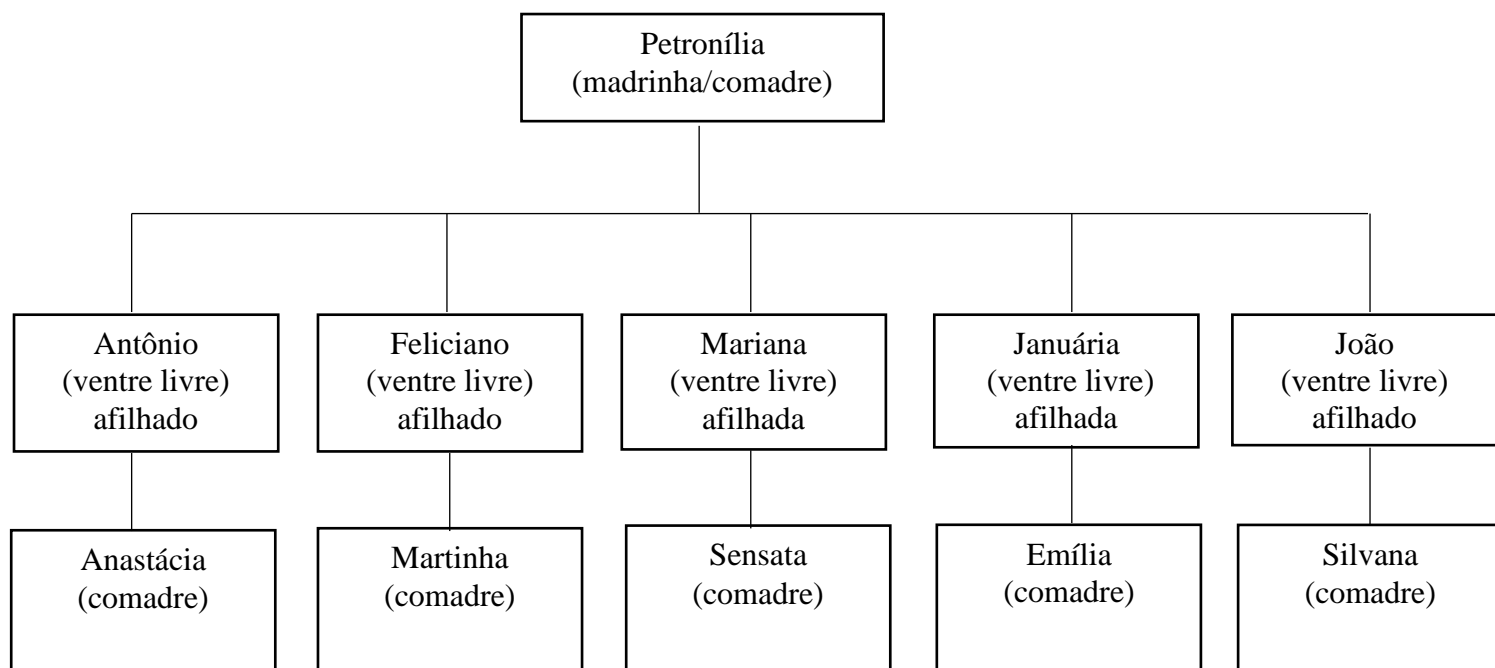 Petronília
(madrinha/comadre)
Antônio
(ventre livre)
afilhado
Feliciano
(ventre livre)
afilhado
Mariana
(ventre livre)
afilhada
Januária
(ventre livre)
afilhada
João
(ventre livre)
afilhado
Anastácia
(comadre)
Martinha
(comadre)
Sensata
(comadre)
Emília
(comadre)
Silvana
(comadre)